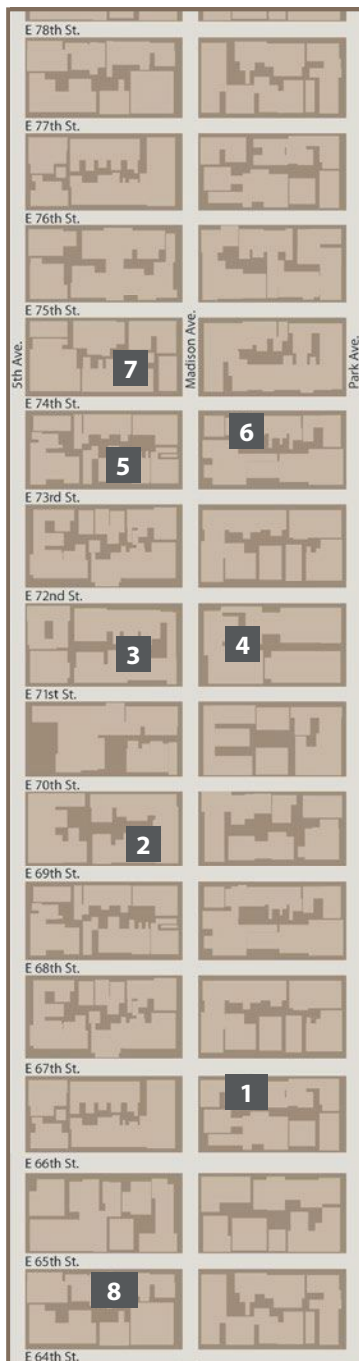 E 78th St.
E 77th St.
E 76th St.
E 75th St.
5th Ave.
Madison Ave.
Park Ave.
7
E 74th St.
6
5
E 73rd St.
E 72nd St.
3
4
E 71st St.
E 70th St.
2
E 69th St.
E 68th St.
E 67th St.
1
E 66th St.
E 65th St.
8
E 64th St.